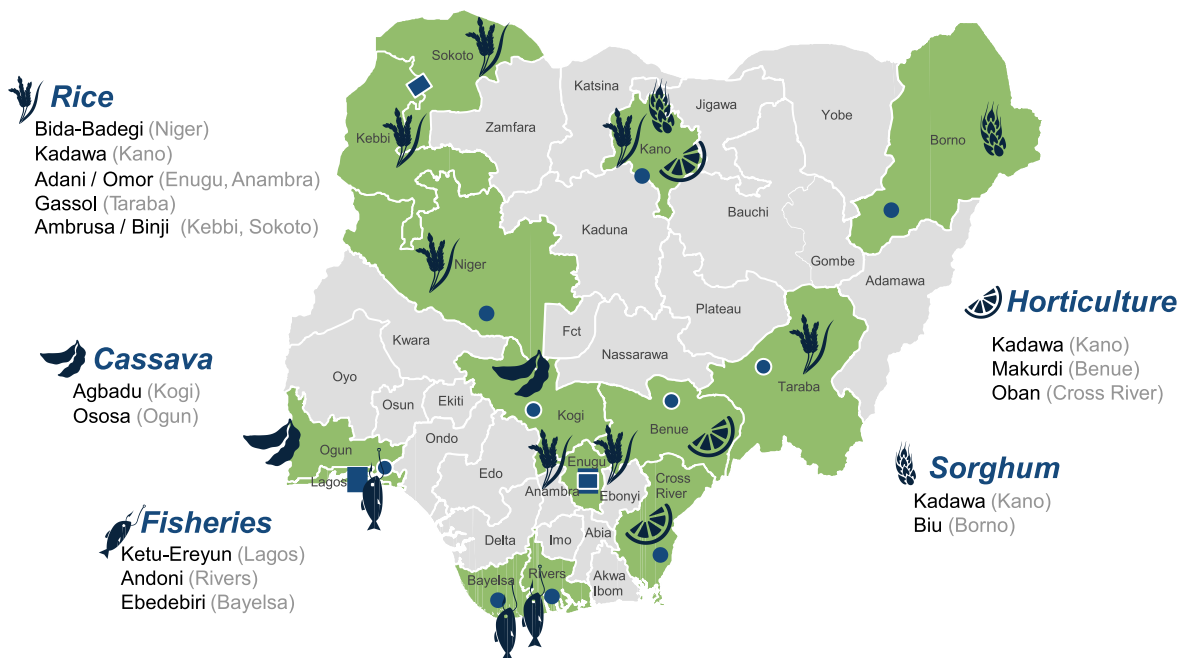 Rice
Bida-Badegi (Niger)
Kadawa (Kano)
Adani / Omor (Enugu, Anambra)
Gassol (Taraba)
Ambrusa / Binji (Kebbi, Sokoto)
Cassava
Agbadu (Kogi)
Ososa (Ogun)
Fisheries
Ketu-Ereyun (Lagos)
Andoni (Rivers)
Ebedebiri (Bayelsa)
Sokoto
Katsina
Jigawa
Yobe
Borno
Zamfara
Kebbi
Kano
Bauchi
Kaduna
Gombe
Adamawa
Niger
Plateau
Fct
Nassarawa
Kwara
Taraba
Oyo
Osun
Ekiti
Kogi
Benue
Ogun
Ondo
Edo
Enugu
Cross
River
Lagos
Anambra
Ebonyi
Delta
Imo
Abia
Bayelsa
Rivers
Akwa
Ibom
Horticulture
Kadawa (Kano)
Makurdi (Benue)
Oban (Cross River)
Sorghum
Kadawa (Kano)
Biu (Borno)